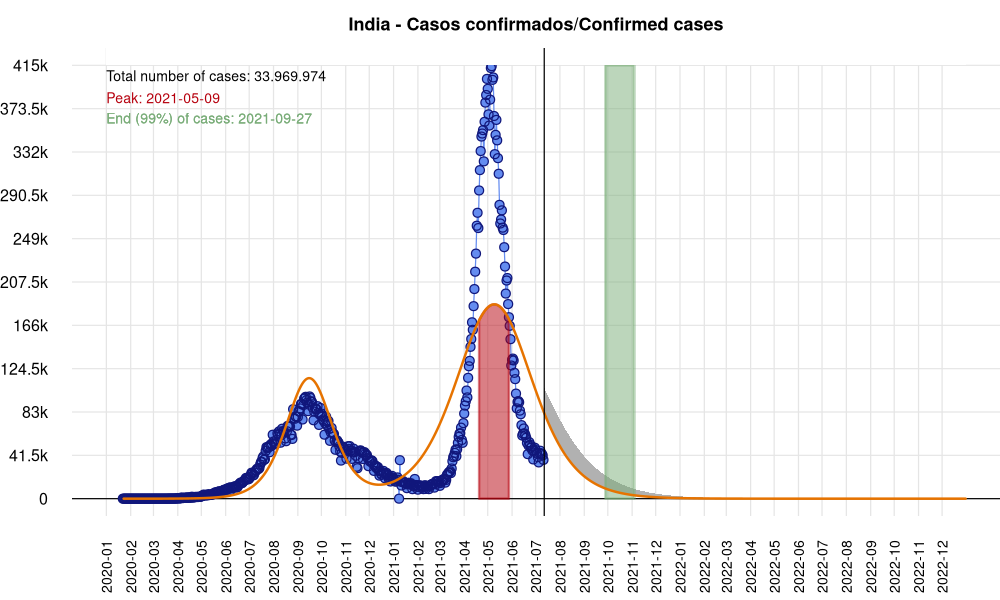 India - Casos confirmados/Confirmed cases
Total number of cases: 33.969.974
Peak: 2021-05-09
End (99%) of cases: 2021-09-27
415k
373.5k
332k
290.5k
249k
207.5k
166k
124.5k
83k
41.5k
0
2020-01
2020-02
2020-03
2020-04
2020-05
2020-06
2020-07
2020-08
2020-09
2020-10
2020-11
2020-12
2021-01
2021-02
2021-03
2021-04
2021-05
2021-06
2021-07
2021-08
2021-09
2021-10
2021-11
2021-12
2022-01
2022-02
2022-03
2022-04
2022-05
2022-06
2022-07
2022-08
2022-09
2022-10
2022-11
2022-12